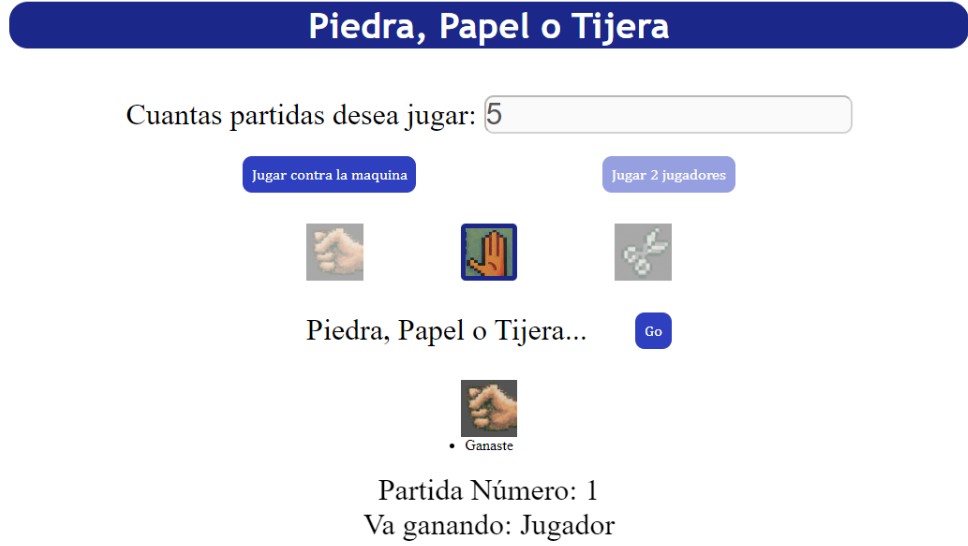 Piedra, Papel o Tijera
Cuantas partidas desea jugar: 5
Jugar contra la maquina
Jugar 2 jugadores
Piedra, Papel o Tijera...
Go
Ganaste
Partida Número: 1
Va ganando: Jugador